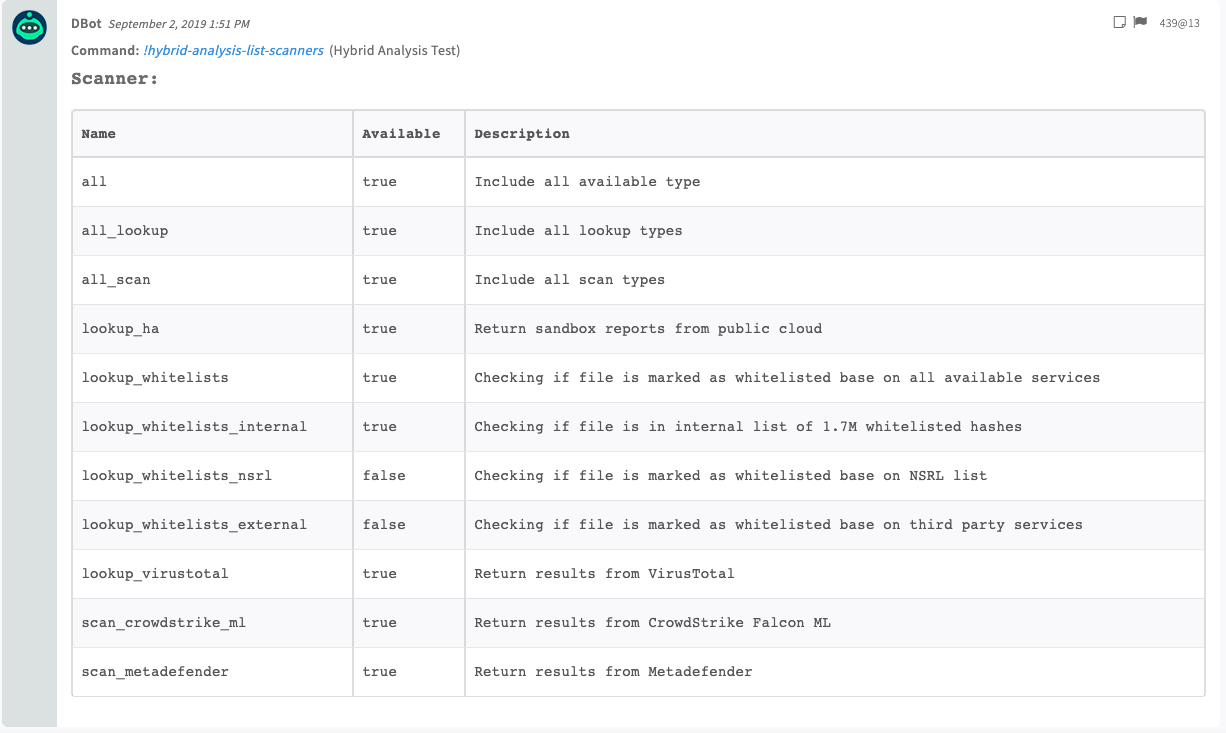 DBot September 2, 2019 1:51 PM 439@13
Command: !hybrid-analysis-list-scanners (Hybrid Analysis Test)
Scanner:
Name Available Description
all true Include all available type
all_lookup true Include all lookup types
all_scan true Include all scan types
lookup_ha true Return sandbox reports from public cloud
lookup_whitelists true Checking if file is marked as whitelisted base on all available services
lookup_whitelists_internal true Checking if file is in internal list of 1.7M whitelisted hashes
lookup_whitelists_nsrl false Checking if file is marked as whitelisted base on NSRL list
lookup_whitelists_external false Checking if file is marked as whitelisted base on third party services
lookup_virustotal true Return results from VirusTotal
scan_crowdstrike_ml true Return results from CrowdStrike Falcon ML
scan_metadefender true Return results from Metadefender